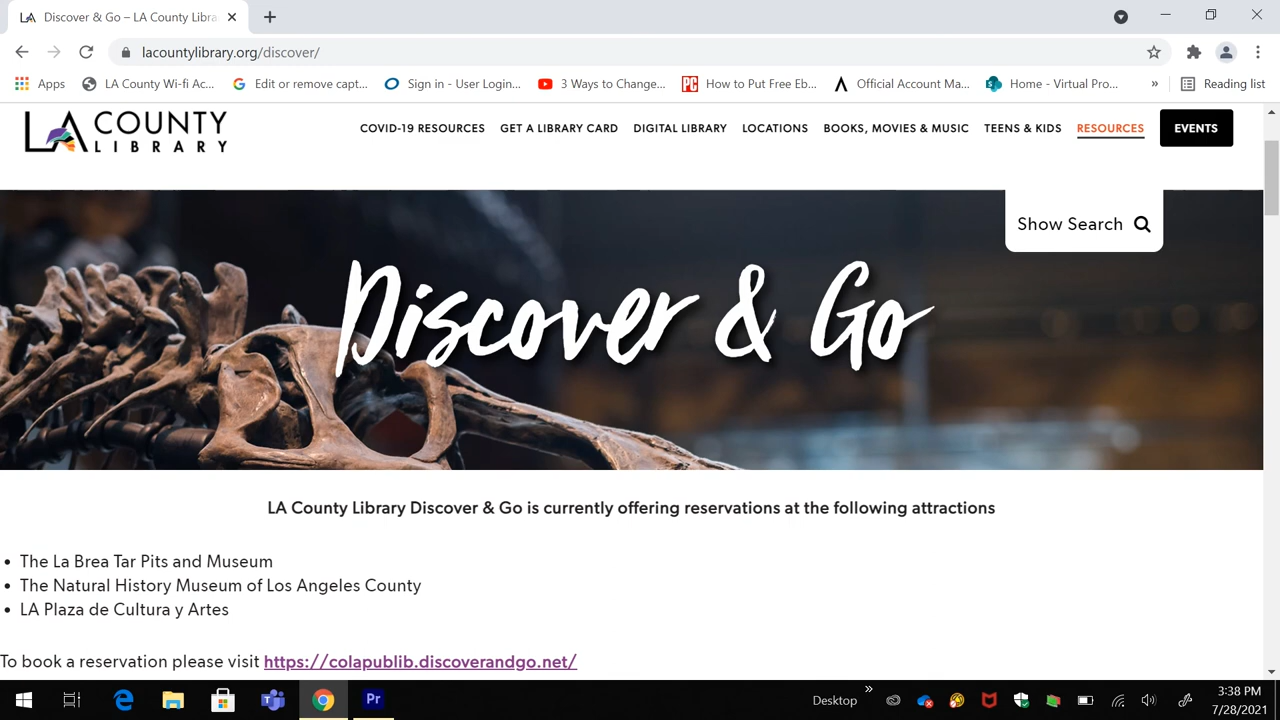 Discover & Go – LA County Libra
lacountylibrary.org/discover/
Apps
LA County Wi-fi Ac...
Edit or remove capt...
Sign in - User Login...
3 Ways to Change...
How to Put Free Eb...
Official Account Ma...
Home - Virtual Pro...
»
Reading list
LA COUNTY LIBRARY
COVID-19 RESOURCES
GET A LIBRARY CARD
DIGITAL LIBRARY
LOCATIONS
BOOKS, MOVIES & MUSIC
TEENS & KIDS
RESOURCES
EVENTS
Show Search
Discover & Go
LA County Library Discover & Go is currently offering reservations at the following attractions
• The La Brea Tar Pits and Museum
• The Natural History Museum of Los Angeles County
• LA Plaza de Cultura y Artes
To book a reservation please visit https://colapublib.discoverandgo.net/
Pr
Desktop
»
3:38 PM
7/28/2021